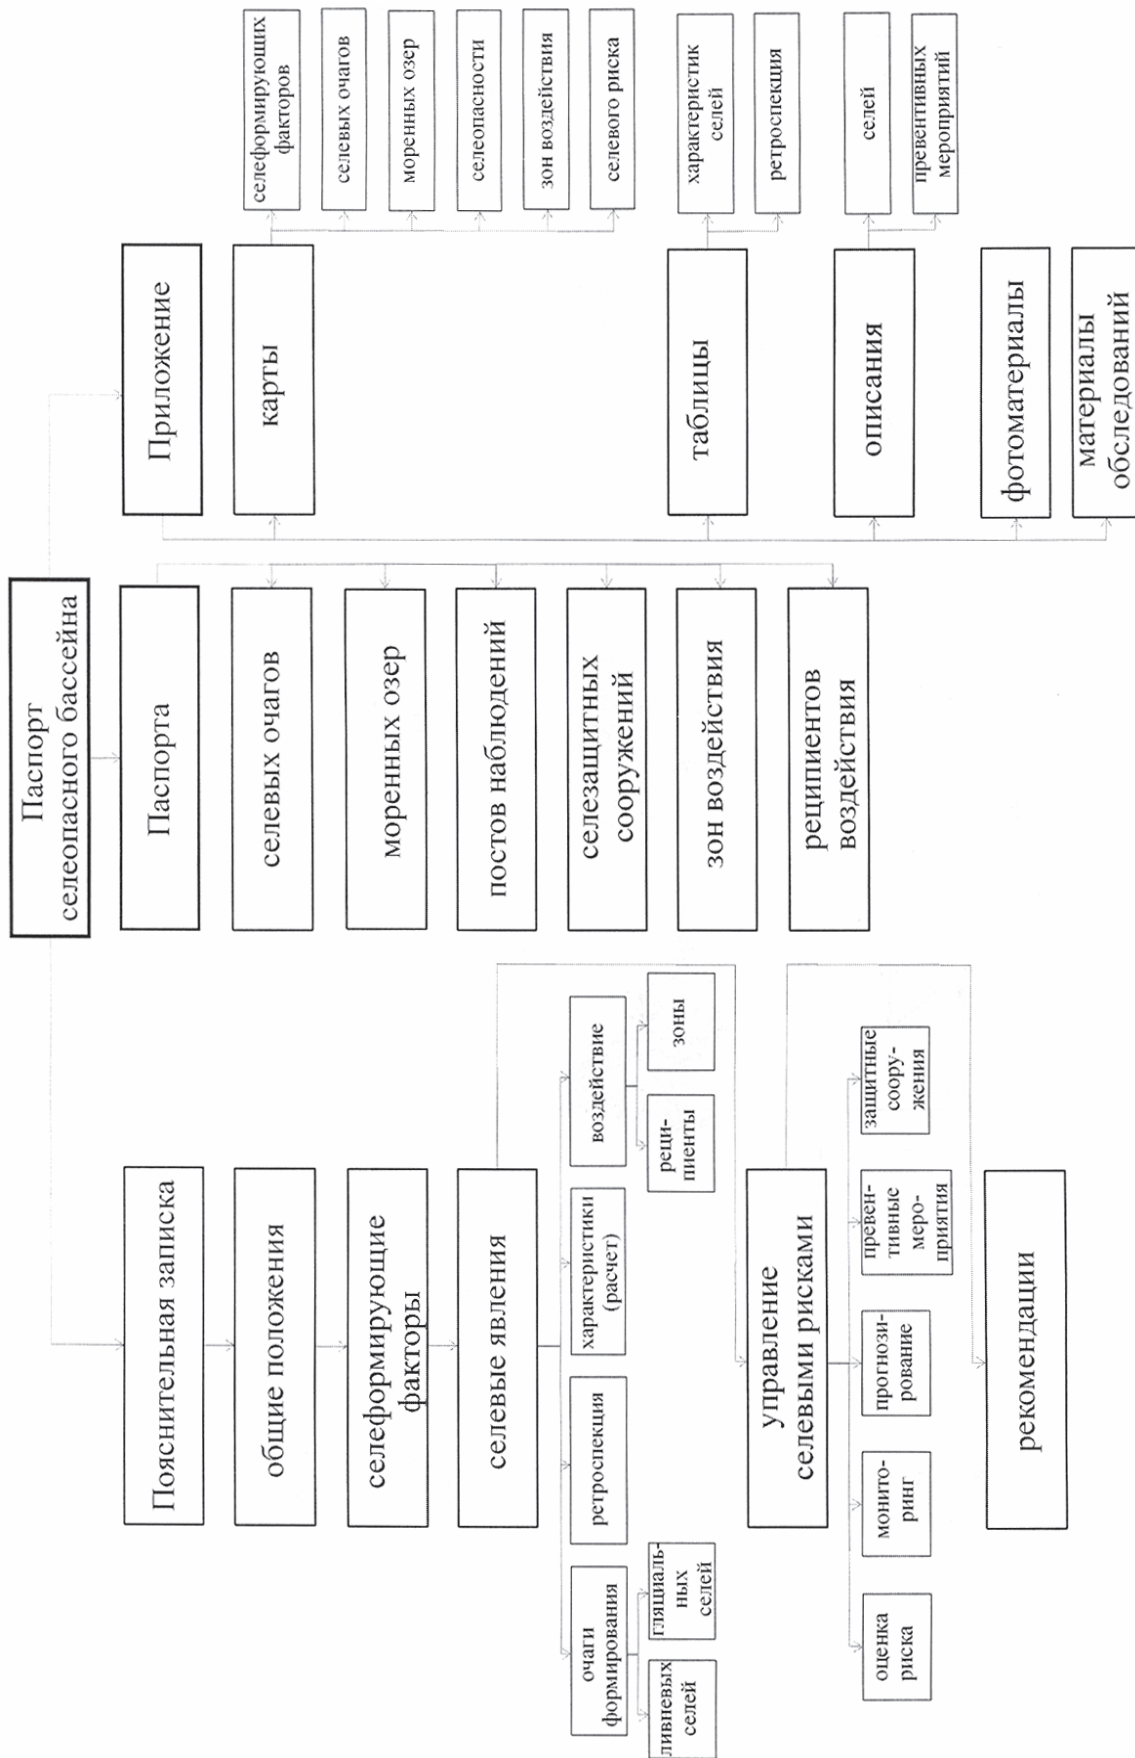 Паспорт
селеопасного бассейна
Пояснительная записка
общие положения
селеформирующие
факторы
селевые явления
очаги
формирования
ливневых
селей
гляциаль-
ных
селей
ретроспекция
характеристики
(расчет)
воздействие
реци-
пиенты
зоны
управление
селевыми рисками
оценка
риска
монито-
ринг
прогнози-
рование
превен-
тивные
меро-
приятия
защитные
соору-
жения
рекомендации
Паспорта
селевых очагов
моренных озер
постов наблюдений
селезащитных
сооружений
зон воздействия
реципиентов
воздействия
Приложение
карты
селеформирующих
факторов
селевых очагов
моренных озер
селеопасности
зон воздействия
селевого риска
таблицы
характеристик
селей
ретроспекция
описания
селей
превентивных
мероприятий
фотоматериалы
материалы
обследований